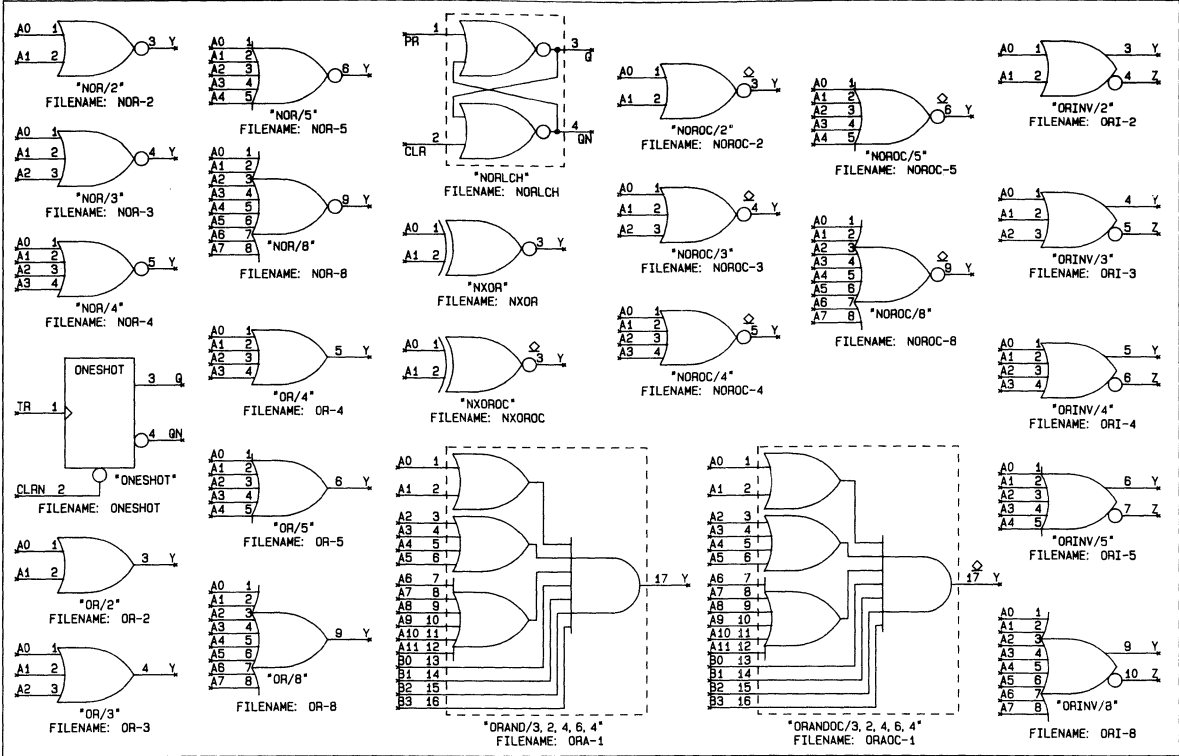 A0 1
A1 2
3 Y
"NOR/2"
FILENAME: NOR-2
A0 1
A1 2
A2 3
4 Y
"NOR/3"
FILENAME: NOR-3
A0 1
A1 2
A2 3
A3 4
5 Y
"NOR/4"
FILENAME: NOR-4
ONESHOT
TR 1
3 Q
4 QN
CLRN 2
"ONESHOT"
FILENAME: ONESHOT
A0 1
A1 2
3 Y
"OR/2"
FILENAME: OR-2
A0 1
A1 2
A2 3
4 Y
"OR/3"
FILENAME: OR-3
A0 1
A1 2
A2 3
A3 4
A4 5
6 Y
"NOR/5"
FILENAME: NOR-5
A0 1
A1 2
A2 3
A3 4
A4 5
A5 6
A6 7
A7 8
9 Y
"NOR/8"
FILENAME: NOR-8
A0 1
A1 2
A2 3
A3 4
5 Y
"OR/4"
FILENAME: OR-4
A0 1
A1 2
A2 3
A3 4
A4 5
6 Y
"OR/5"
FILENAME: OR-5
A0 1
A1 2
A2 3
A3 4
A4 5
A5 6
A6 7
A7 8
9 Y
"OR/8"
FILENAME: OR-8
PR 1
3 Q
CLR 2
4 QN
"NORLCH"
FILENAME: NORLCH
A0 1
A1 2
3 Y
"NXOR"
FILENAME: NXOR
A0 1
A1 2
3 Y
"NXOROC"
FILENAME: NXOROC
A0 1
A1 2
A2 3
A3 4
A4 5
A5 6
A6 7
A7 8
A8 9
A9 10
A10 11
A11 12
B0 13
B1 14
B2 15
B3 16
17 Y
"ORAND/3, 2, 4, 6, 4"
FILENAME: ORA-1
A0 1
A1 2
3 Y
"NOROC/2"
FILENAME: NOROC-2
A0 1
A1 2
A2 3
4 Y
"NOROC/3"
FILENAME: NOROC-3
A0 1
A1 2
A2 3
A3 4
5 Y
"NOROC/4"
FILENAME: NOROC-4
A0 1
A1 2
A2 3
A3 4
A4 5
6 Y
"NOROC/5"
FILENAME: NOROC-5
A0 1
A1 2
A2 3
A3 4
A4 5
A5 6
A6 7
A7 8
9 Y
"NOROC/8"
FILENAME: NOROC-8
A0 1
A1 2
A2 3
A3 4
A4 5
A5 6
A6 7
A7 8
A8 9
A9 10
A10 11
A11 12
B0 13
B1 14
B2 15
B3 16
17 Y
"ORANDOC/3, 2, 4, 6, 4"
FILENAME: ORAOC-1
A0 1
A1 2
3 Y
4 Z
"ORINV/2"
FILENAME: ORI-2
A0 1
A1 2
A2 3
4 Y
5 Z
"ORINV/3"
FILENAME: ORI-3
A0 1
A1 2
A2 3
A3 4
5 Y
6 Z
"ORINV/4"
FILENAME: ORI-4
A0 1
A1 2
A2 3
A3 4
A4 5
6 Y
7 Z
"ORINV/5"
FILENAME: ORI-5
A0 1
A1 2
A2 3
A3 4
A4 5
A5 6
A6 7
A7 8
9 Y
10 Z
"ORINV/8"
FILENAME: ORI-8